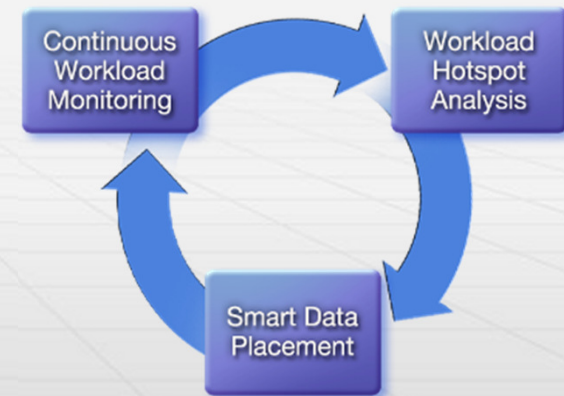 Continuous
Workload
Monitoring
Workload
Hotspot
Analysis
Smart Data
Placement